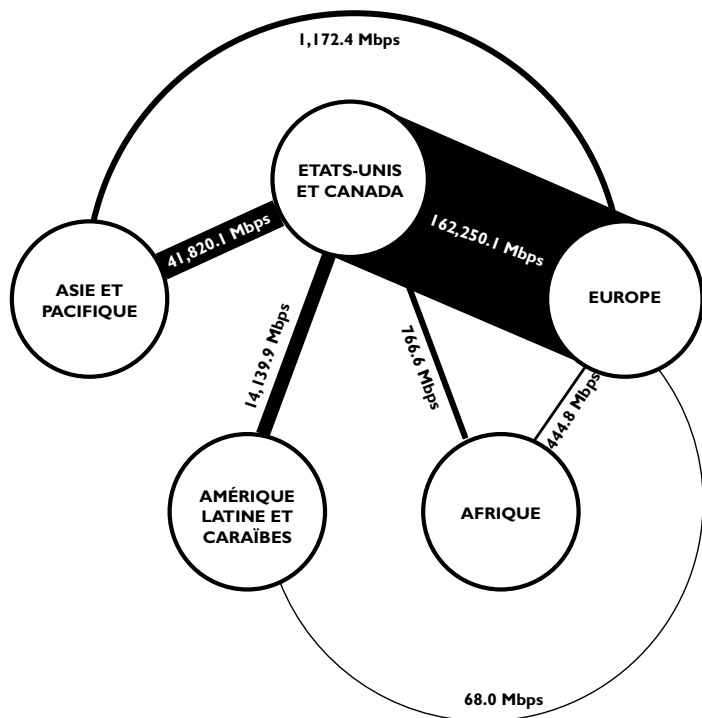 1,172.4 Mbps
ETATS-UNIS
ET CANADA
162,250.1 Mbps
41,820.1 Mbps
ASIE ET
PACIFIQUE
EUROPE
14,139.9 Mbps
766.6 Mbps
444.8 Mbps
AMÉRIQUE
LATINE ET
CARAÏBES
AFRIQUE
68.0 Mbps